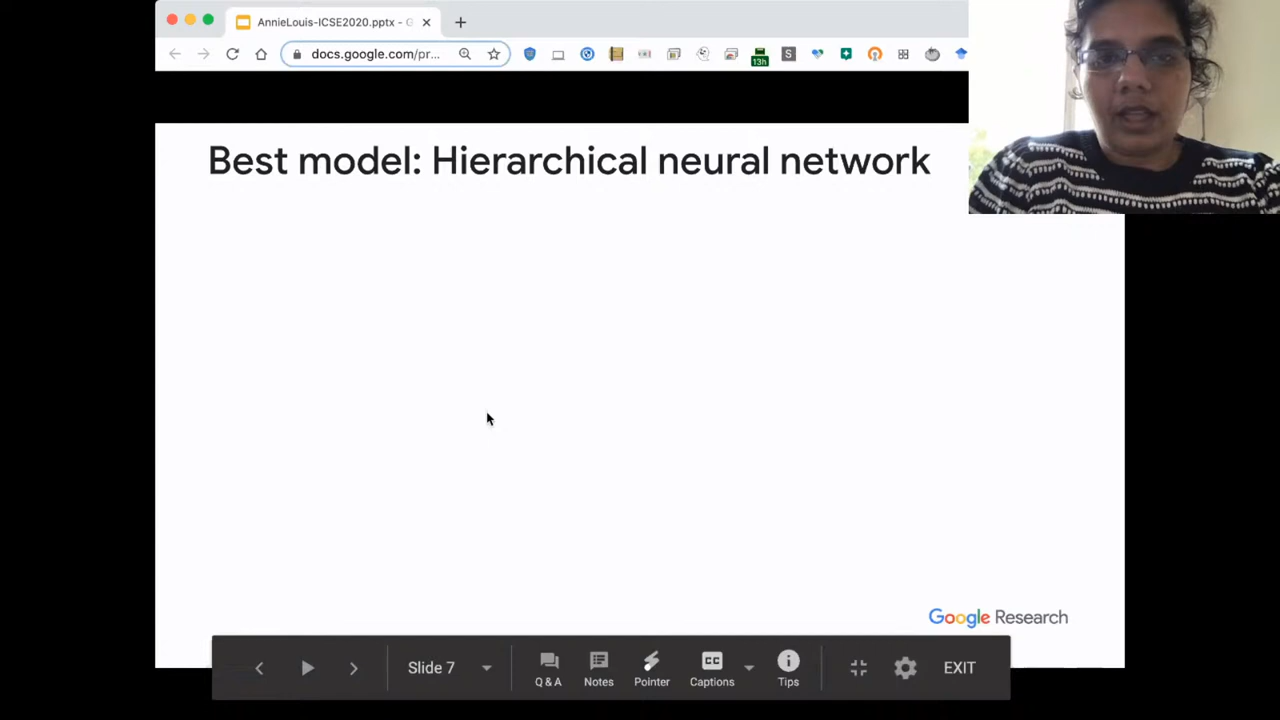 AnnieLouis-ICSE2020.pptx - G
docs.google.com/pr...
13h
S
Best model: Hierarchical neural network
Google Research
Slide 7
Q & A
Notes
Pointer
CC
Captions
Tips
EXIT